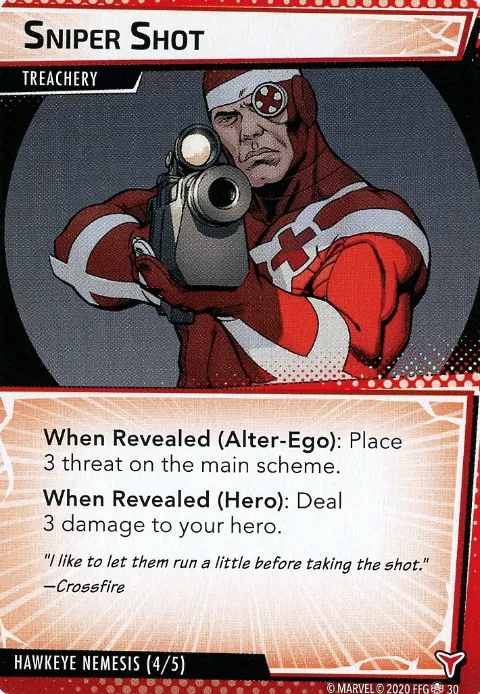 SNIPER SHOT
TREACHERY
When Revealed (Alter-Ego): Place
3 threat on the main scheme.
When Revealed (Hero): Deal
3 damage to your hero.
"I like to let them run a little before taking the shot."
—Crossfire
HAWKEYE NEMESIS (4/5)
© MARVEL © 2020 FFG 30